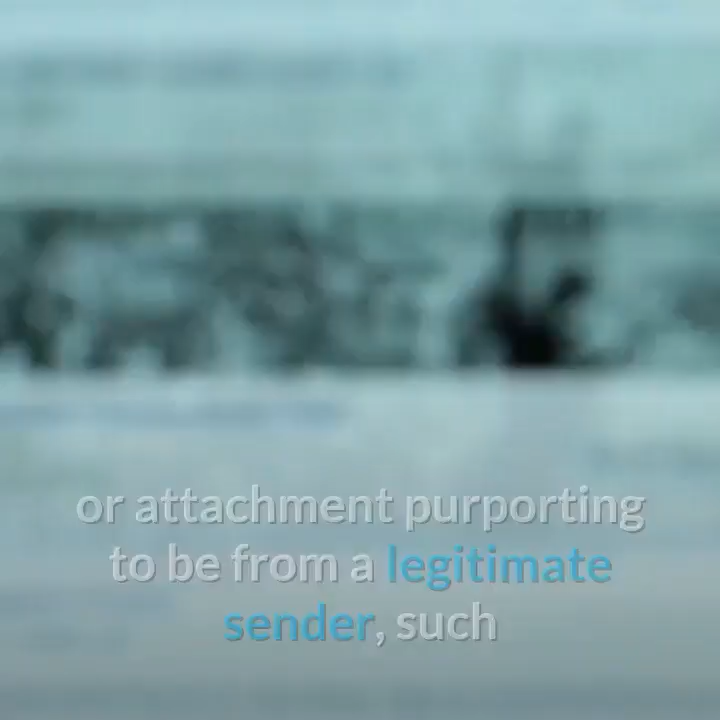 or attachment purporting
to be from a legitimate
sender, such